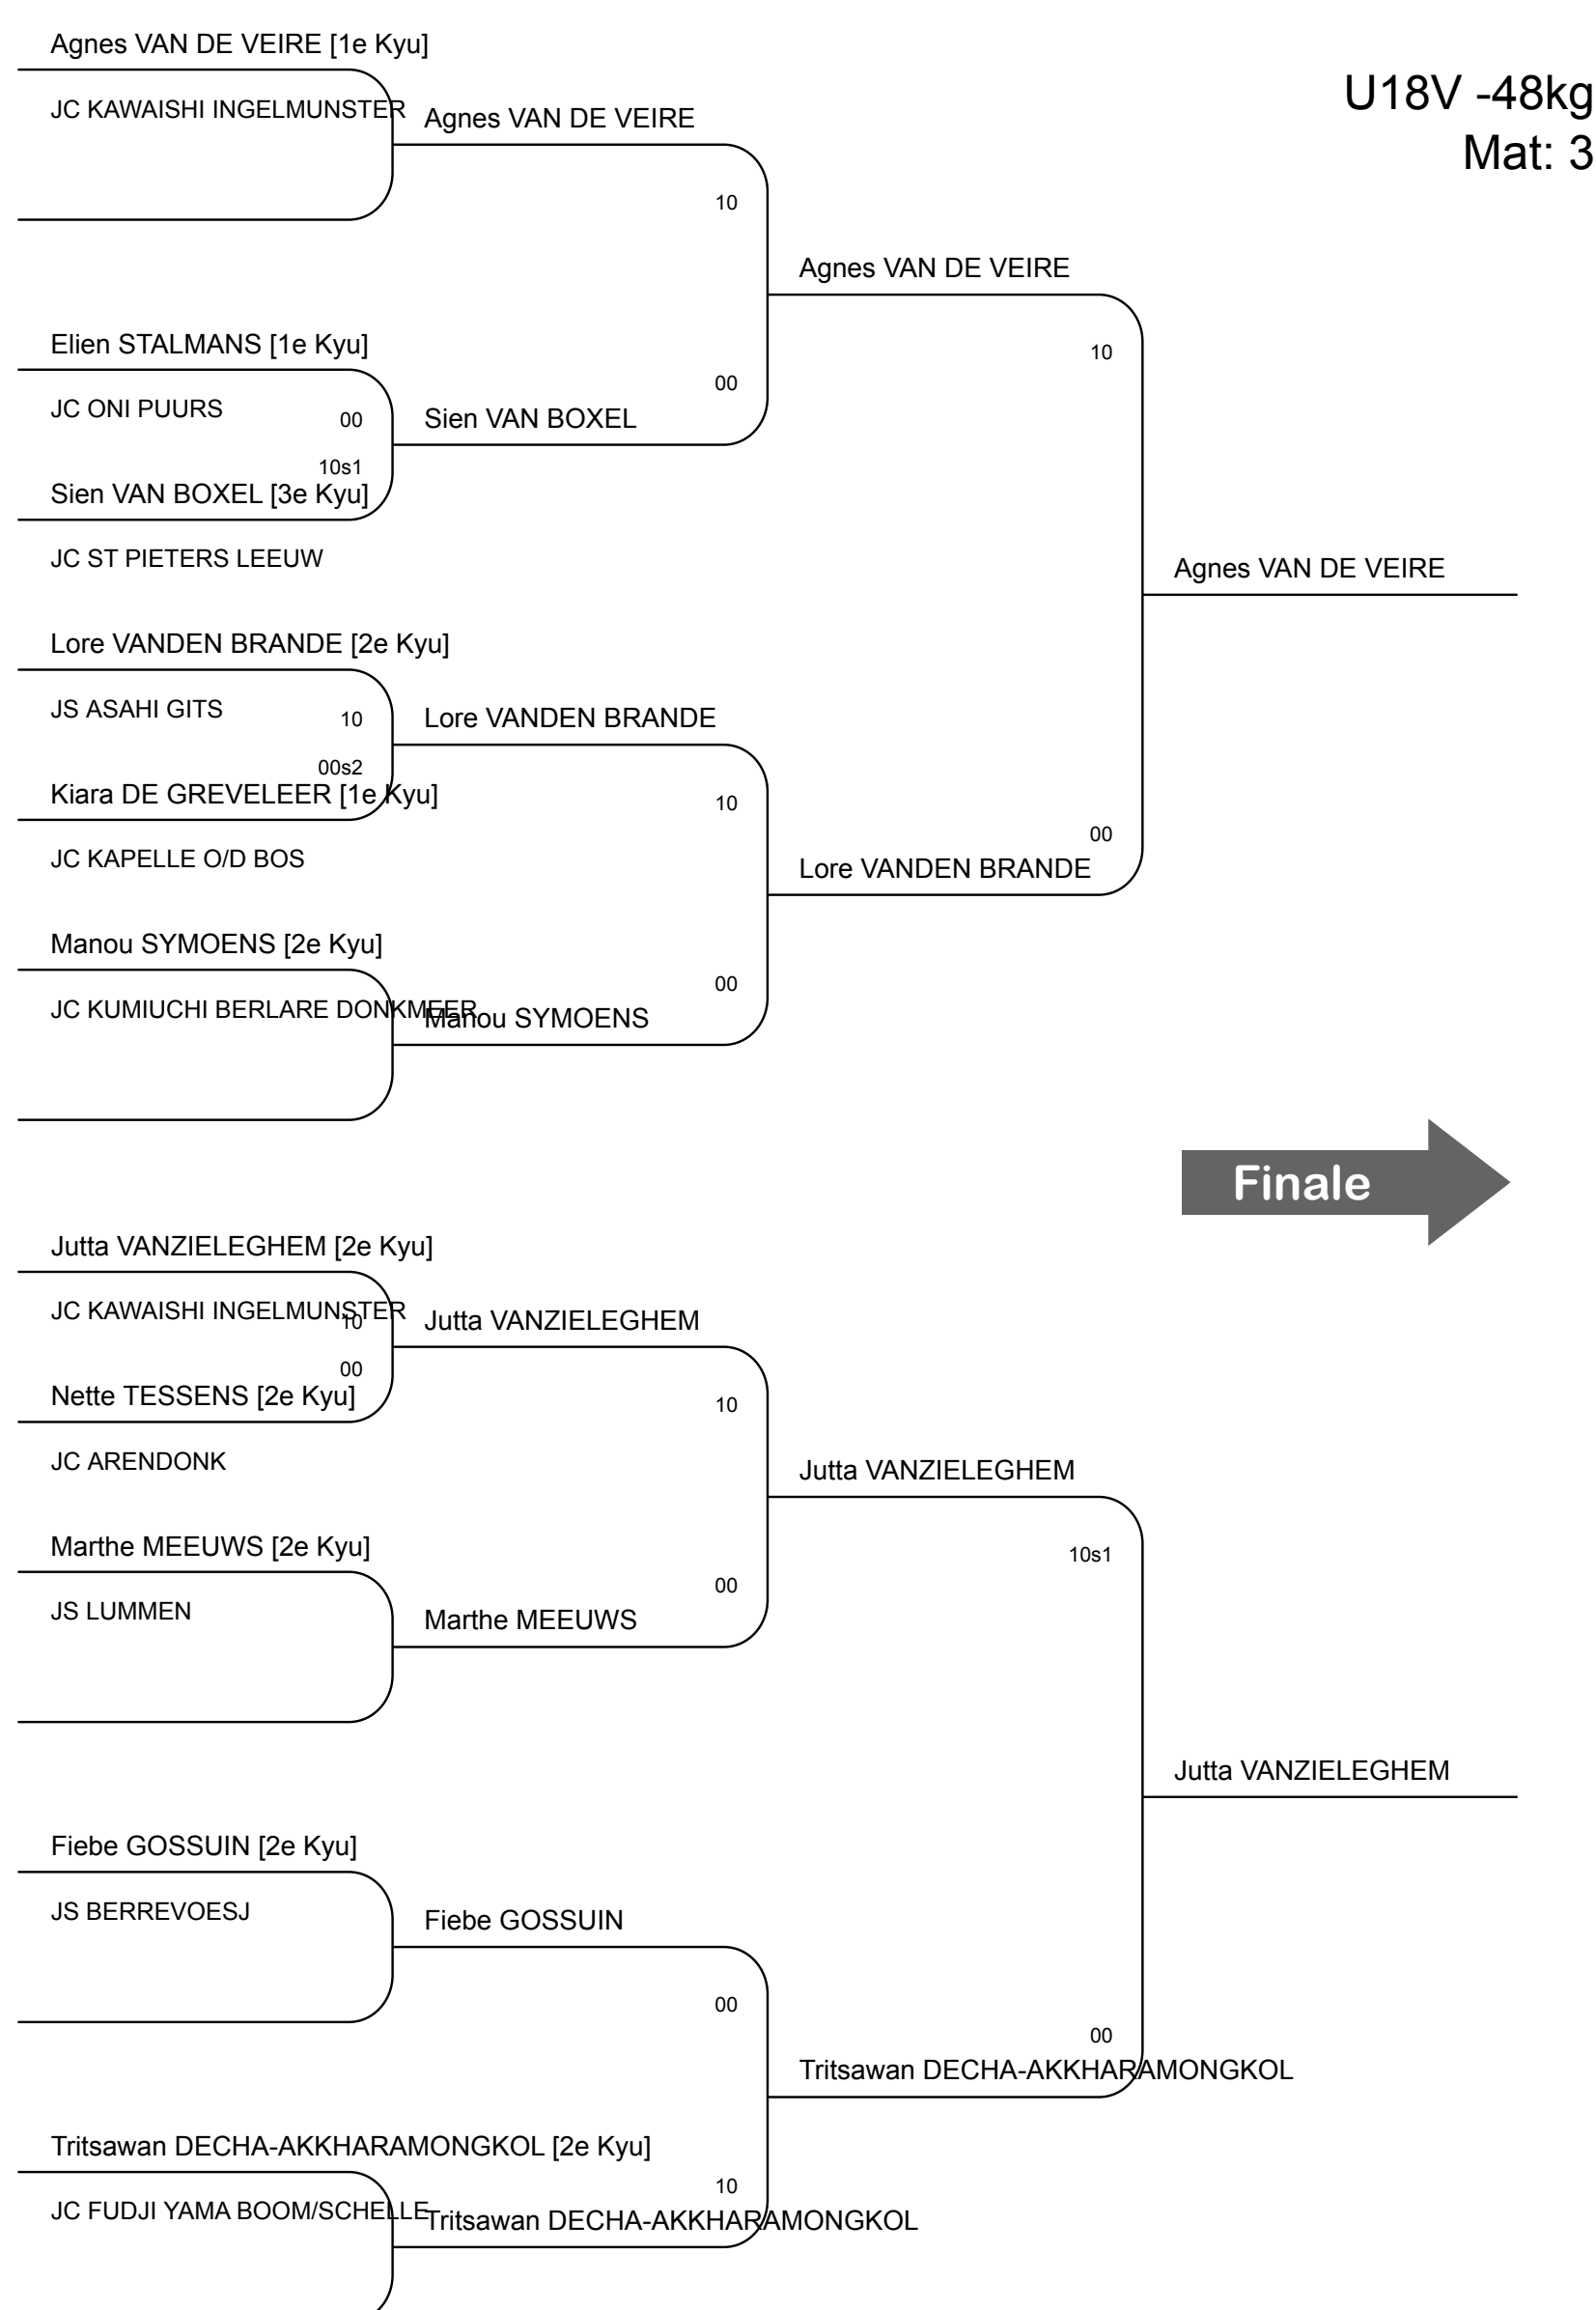 Agnes VAN DE VEIRE [1e Kyu]
JC KAWAISHI INGELMUNSTER
Agnes VAN DE VEIRE
U18V -48kg
Mat: 3
10
Agnes VAN DE VEIRE
Elien STALMANS [1e Kyu]
10
00
JC ONI PUURS
00
Sien VAN BOXEL
10s1
Sien VAN BOXEL [3e Kyu]
JC ST PIETERS LEEUW
Agnes VAN DE VEIRE
Lore VANDEN BRANDE [2e Kyu]
JS ASAHI GITS
10
Lore VANDEN BRANDE
00s2
Kiara DE GREVELEER [1e Kyu]
10
00
JC KAPELLE O/D BOS
Lore VANDEN BRANDE
Manou SYMOENS [2e Kyu]
00
JC KUMIUCHI BERLARE DONKMEER
Manou SYMOENS
Finale
Jutta VANZIELEGHEM [2e Kyu]
JC KAWAISHI INGELMUNSTER
10
Jutta VANZIELEGHEM
00
Nette TESSENS [2e Kyu]
10
JC ARENDONK
Jutta VANZIELEGHEM
Marthe MEEUWS [2e Kyu]
10s1
00
JS LUMMEN
Marthe MEEUWS
Jutta VANZIELEGHEM
Fiebe GOSSUIN [2e Kyu]
JS BERREVOESJ
Fiebe GOSSUIN
00
00
Tritsawan DECHA-AKKHARAMONGKOL
Tritsawan DECHA-AKKHARAMONGKOL [2e Kyu]
10
JC FUDJI YAMA BOOM/SCHELLE
Tritsawan DECHA-AKKHARAMONGKOL